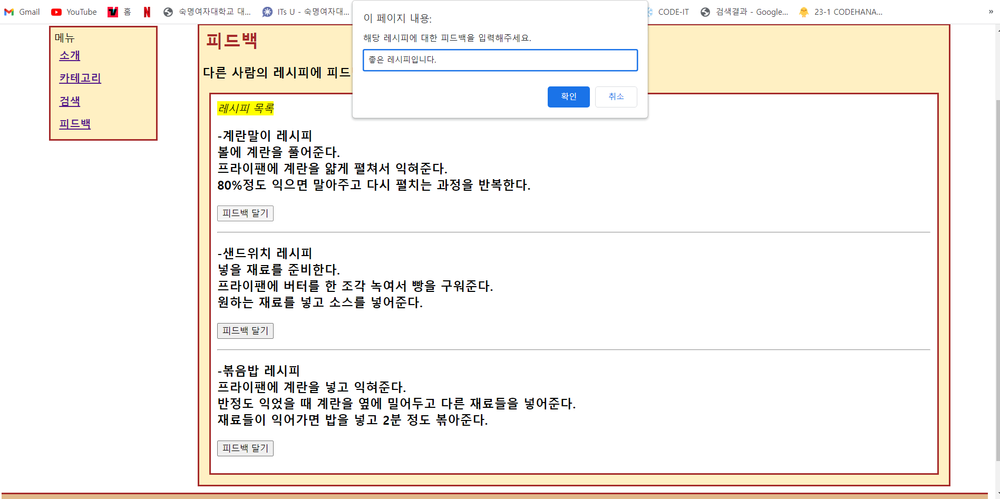 Gmail YouTube 홈 숙명여자대학교 대... ITs U - 숙명여자대... CODE-IT 검색결과 - Google... 23-1 CODEHANA... »
이 페이지 내용:
해당 레시피에 대한 피드백을 입력해주세요.
좋은 레시피입니다.
확인 취소
메뉴
소개
카테고리
검색
피드백
피드백
다른 사람의 레시피에 피드
레시피 목록
-계란말이 레시피
볼에 계란을 풀어준다.
프라이팬에 계란을 얇게 펼쳐서 익혀준다.
80%정도 익으면 말아주고 다시 펼치는 과정을 반복한다.
피드백 달기
-샌드위치 레시피
넣을 재료를 준비한다.
프라이팬에 버터를 한 조각 녹여서 빵을 구워준다.
원하는 재료를 넣고 소스를 넣어준다.
피드백 달기
-볶음밥 레시피
프라이팬에 계란을 넣고 익혀준다.
반정도 익었을 때 계란을 옆에 밀어두고 다른 재료들을 넣어준다.
재료들이 익어가면 밥을 넣고 2분 정도 볶아준다.
피드백 달기